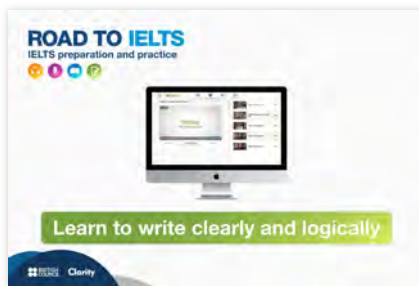 ROAD TO IELTS
IELTS preparation and practice
Learn to write clearly and logically
BRITISH
COUNCIL
Clarity